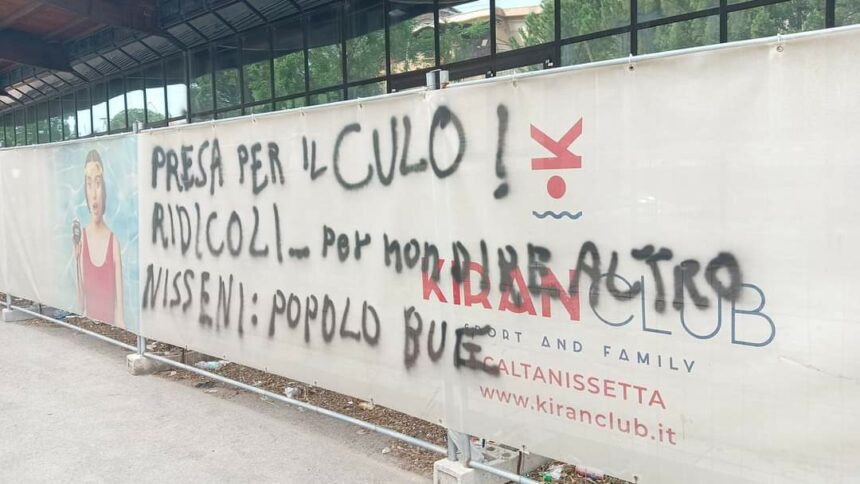 PRESA PER IL CULO!
RIDICOLI... PER NON DIRE ALTRO
NISSENI: POPOLO BUE
KIRAN CLUB
SPORT AND FAMILY
CALTANISSETTA
www.kiranclub.it